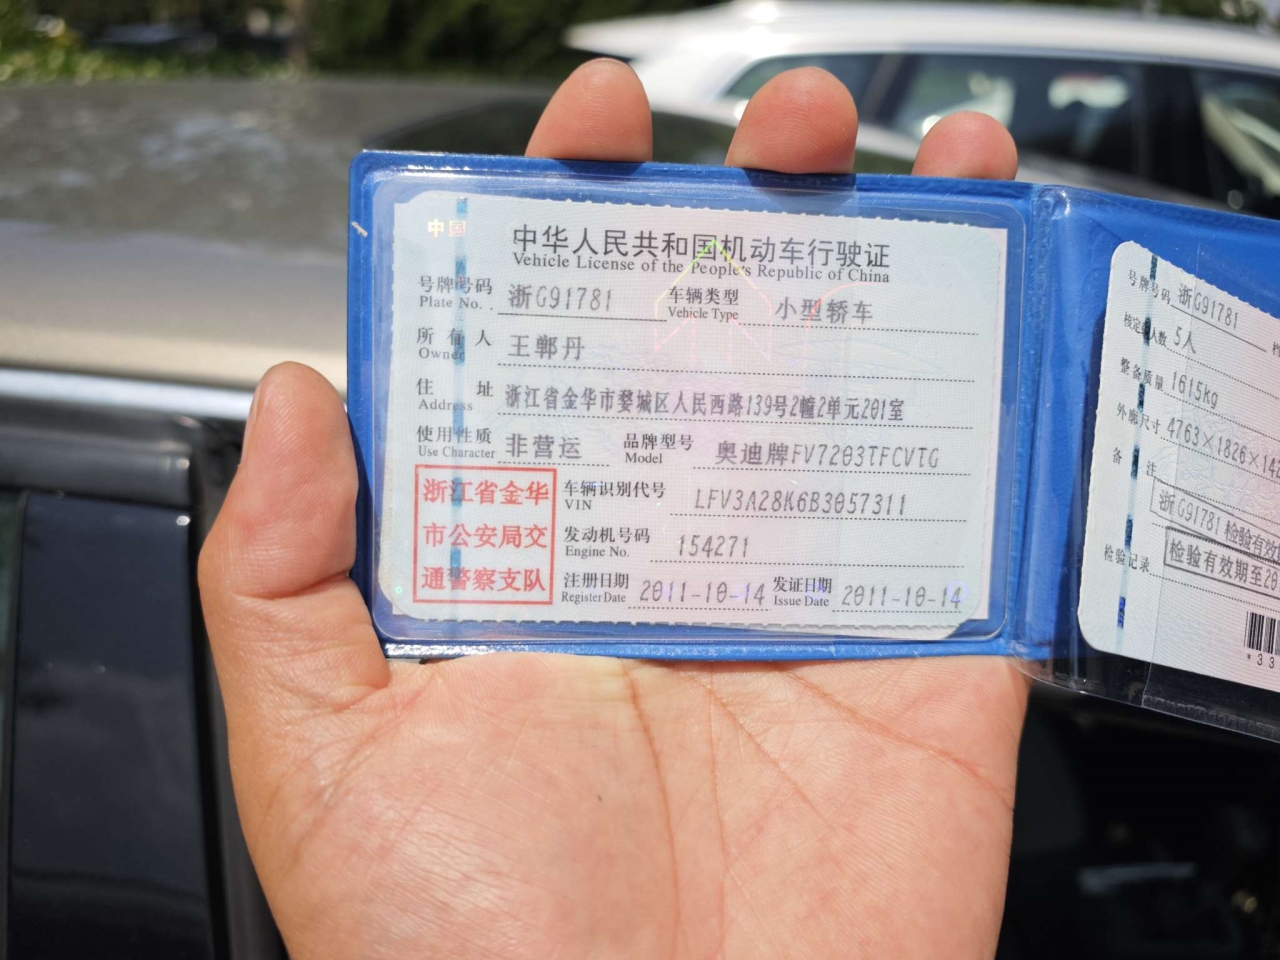 中国
中华人民共和国机动车行驶证
Vehicle License of the People's Republic of China
号牌号码 浙G91781 车辆类型 小型轿车
Plate No. Vehicle Type
所有人 王郸丹
Owner
住址 浙江省金华市婺城区人民西路139号2幢2单元201室
Address
使用性质 非营运 品牌型号 奥迪牌FV7203TFCVTG
Use Character Model
浙江省金华
市公安局交
通警察支队
车辆识别代号 LFV3A28K6B3057311
VIN
发动机号码 154271
Engine No.
注册日期 2011-10-14 发证日期 2011-10-14
Register Date Issue Date
号牌号码 浙G91781
核定载人数 5人
整备质量 1615kg
外廓尺寸 4763×1826×14
备注
浙G91781 检验有效
检验有效期至20
检验记录
*33